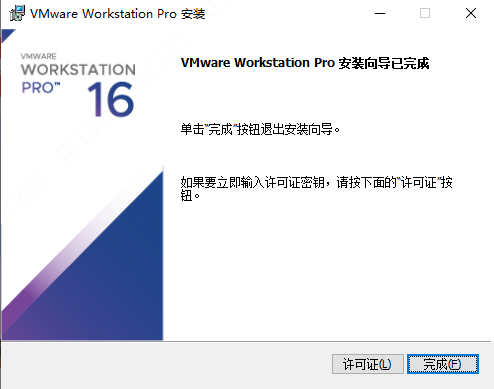 VMware Workstation Pro 安装
VMWARE
WORKSTATION
PRO™
16
VMware Workstation Pro 安装向导已完成
单击"完成"按钮退出安装向导。
如果要立即输入许可证密钥，请按下面的"许可证"按
钮。
许可证(L)
完成(F)